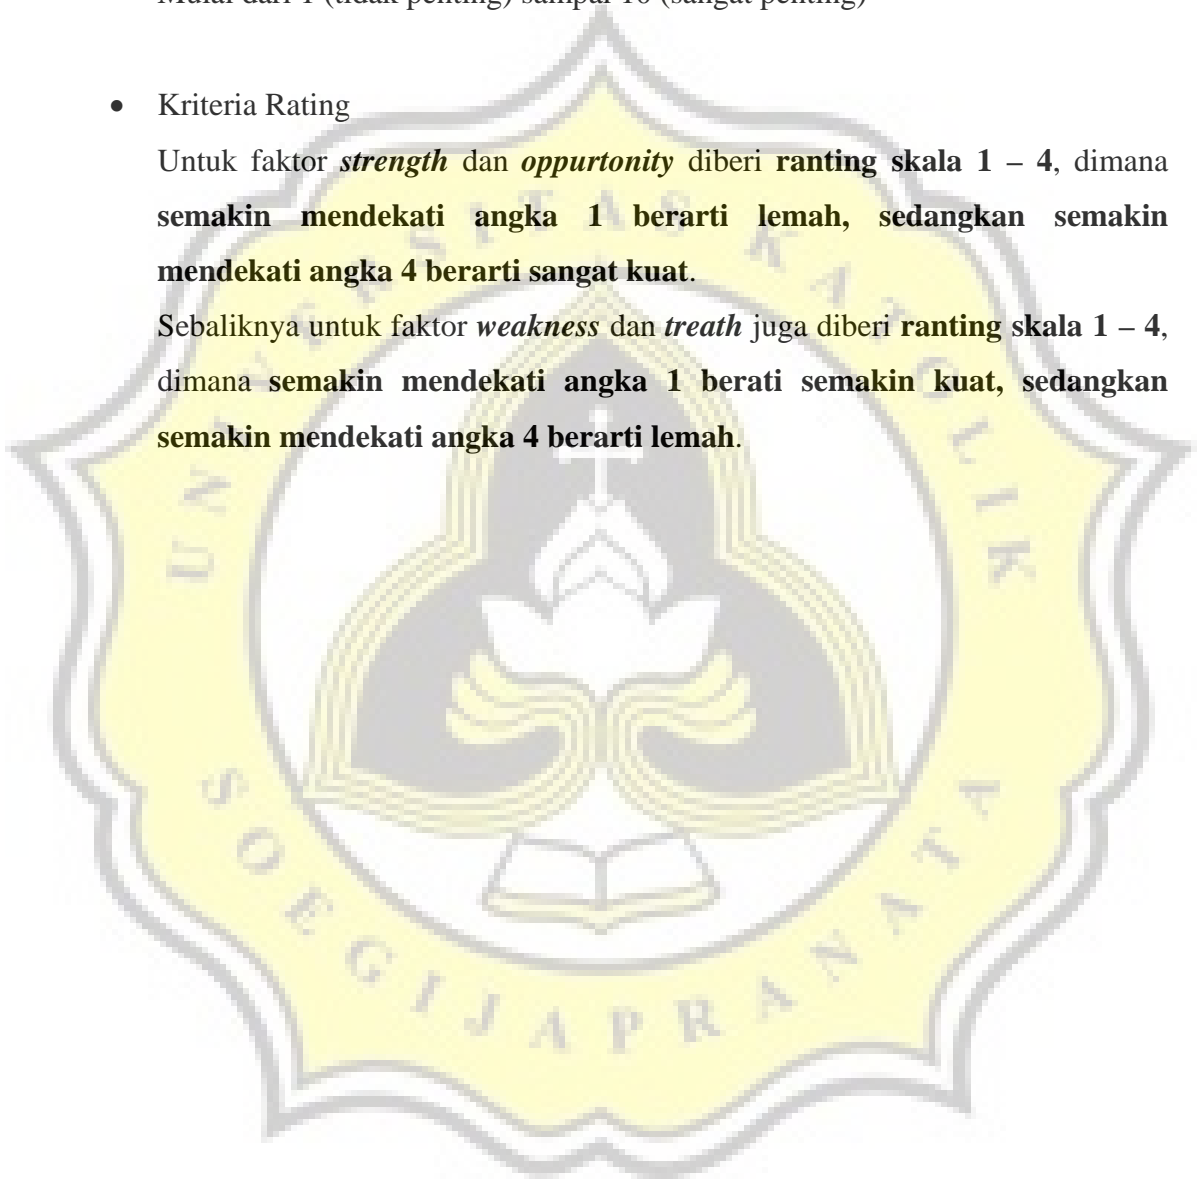 Mulai dari 1 (tidak penting) sampai 10 (sangat penting)
• Kriteria Rating
Untuk faktor strength dan oppurtonity diberi ranting skala 1 – 4, dimana
semakin mendekati angka 1 berarti lemah, sedangkan semakin
mendekati angka 4 berarti sangat kuat.
Sebaliknya untuk faktor weakness dan treath juga diberi ranting skala 1 – 4,
dimana semakin mendekati angka 1 berati semakin kuat, sedangkan
semakin mendekati angka 4 berarti lemah.
UNIVERSITAS KATOLIK
SOEGIJAPRANATA